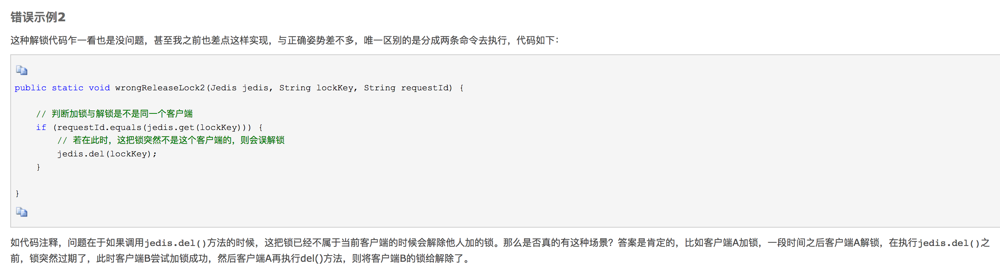 错误示例2
这种解锁代码乍一看也是没问题，甚至我之前也差点这样实现，与正确姿势差不多，唯一区别的是分成两条命令去执行，代码如下：
public static void wrongReleaseLock2(Jedis jedis, String lockKey, String requestId) {
    // 判断加锁与解锁是不是同一个客户端
    if (requestId.equals(jedis.get(lockKey))) {
        // 若在此时，这把锁突然不是这个客户端的，则会误解锁
        jedis.del(lockKey);
    }
}
如代码注释，问题在于如果调用jedis.del()方法的时候，这把锁已经不属于当前客户端的时候会解除他人加的锁。那么是否真的有这种场景？答案是肯定的，比如客户端A加锁，一段时间之后客户端A解锁，在执行jedis.del()之
前，锁突然过期了，此时客户端B尝试加锁成功，然后客户端A再执行del()方法，则将客户端B的锁给解除了。